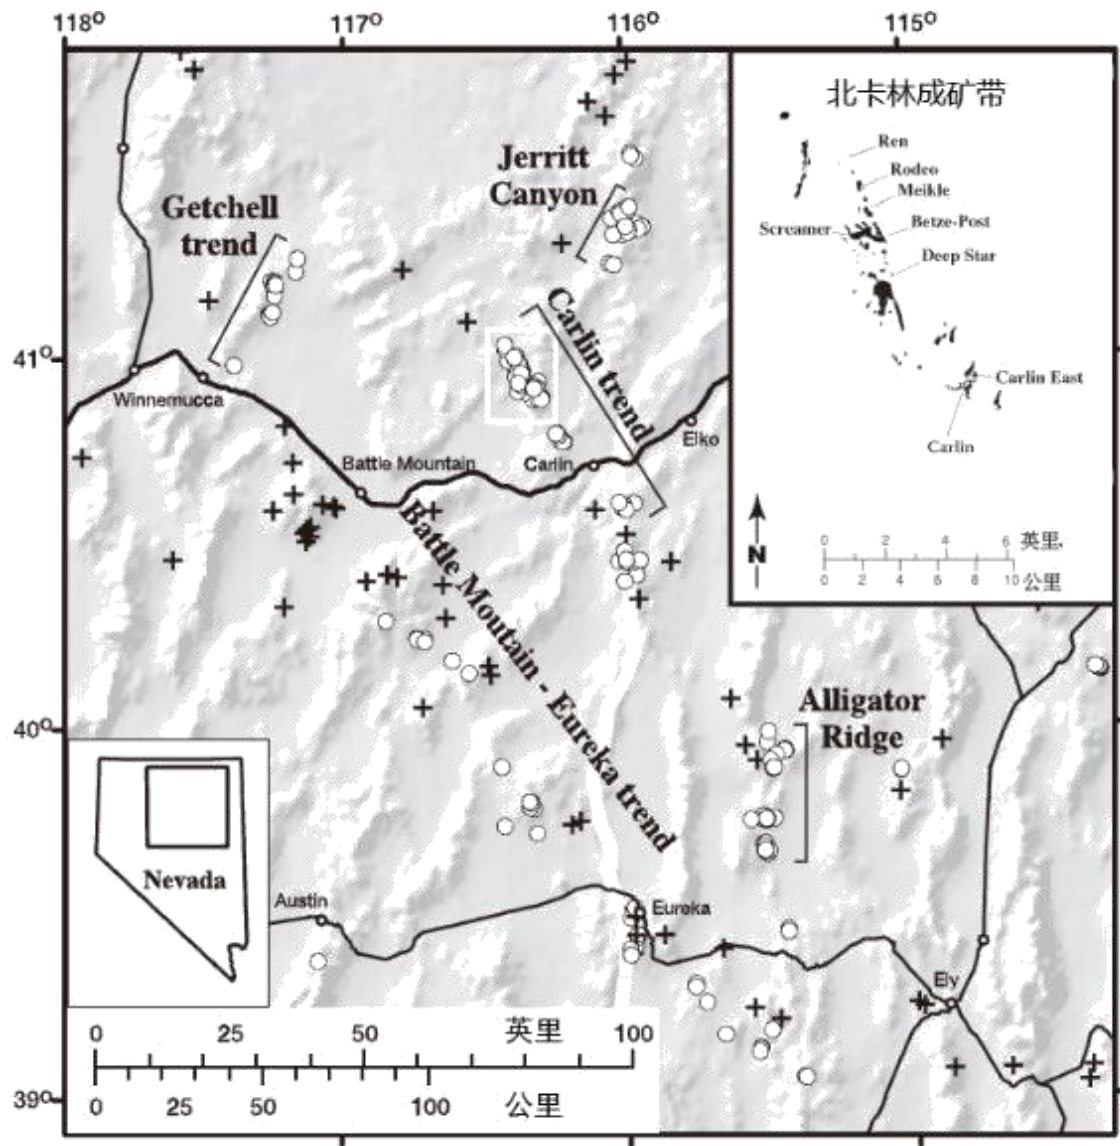 118° 117° 116° 115°
北卡林成矿带
Ren
Rodeo
Meikle
Screamer
Betze-Post
Deep Star
Carlin East
Carlin
N
0 2 4 6 英里
0 2 4 6 8 10 公里
Jerritt
Canyon
Getchell
trend
Carlin trend
41°
Winnemucca
Battle Mountain
Carlin
Elko
Battle Moutain - Eureka trend
40°
Alligator
Ridge
Nevada
Austin
Eureka
Ely
0 25 50 英里 100
0 25 50 100 公里
39°